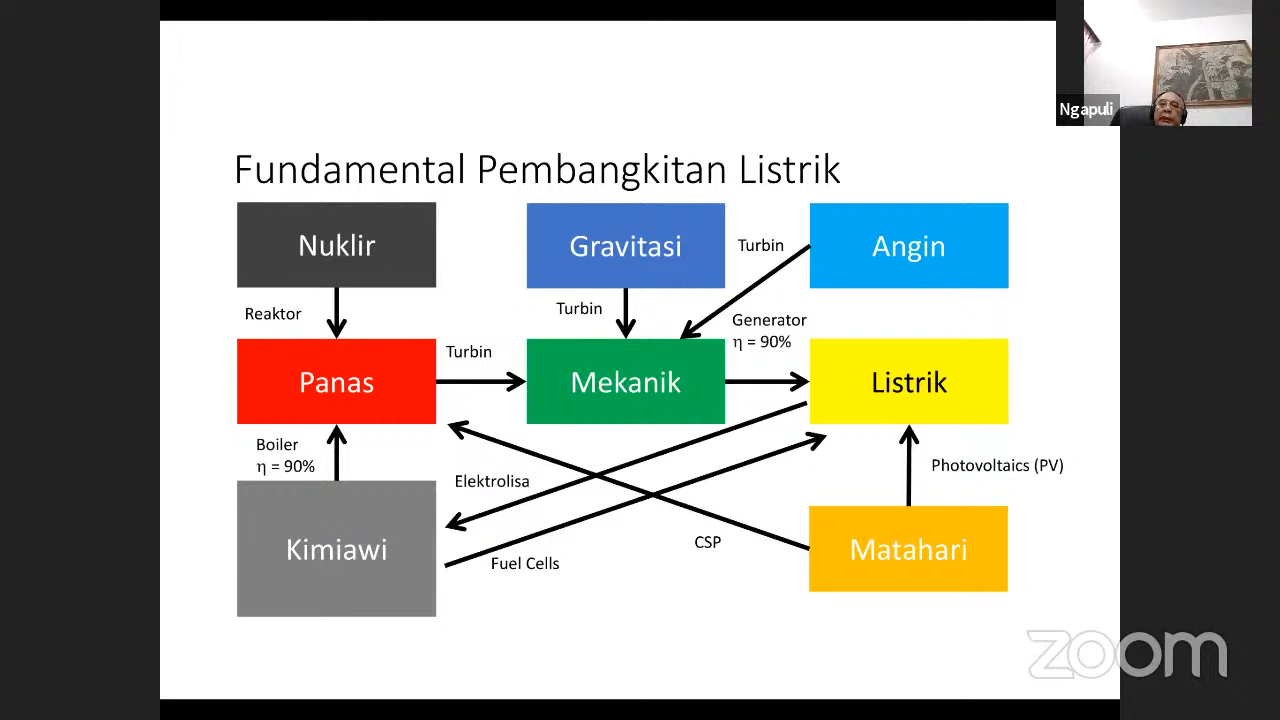 Ngapuli
Fundamental Pembangkitan Listrik
Nuklir
Gravitasi
Turbin
Angin
Reaktor
Turbin
Generator
η = 90%
Turbin
Panas
Mekanik
Listrik
Boiler
η = 90%
Elektrolisa
Photovoltaics (PV)
Kimiawi
Fuel Cells
CSP
Matahari
zoom